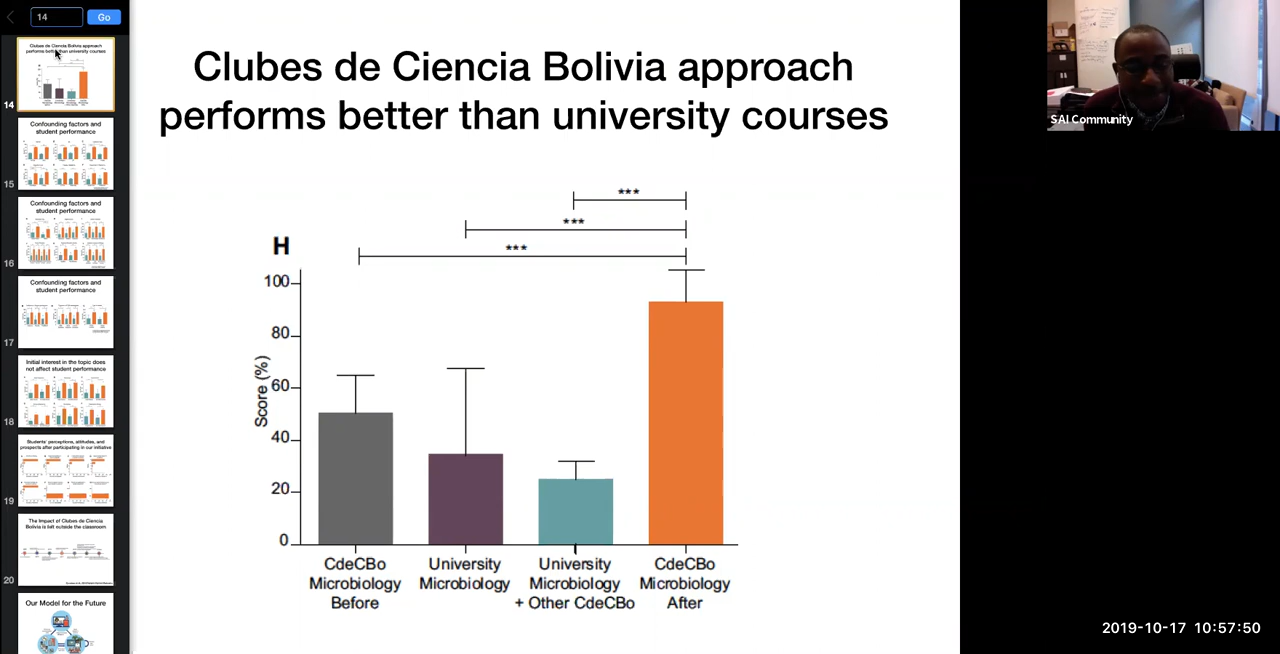 14
Go
Clubes de Ciencia Bolivia approach
performs better than university courses
14
Confounding factors and
student performance
15
Confounding factors and
student performance
16
Confounding factors and
student performance
17
Initial interest in the topic does
not affect student performance
18
Students' perceptions, attitudes, and
prospects after participating in our initiative
19
The Impact of Clubes de Ciencia
Bolivia is felt outside the classroom
20
Our Model for the Future
Clubes de Ciencia Bolivia approach
performs better than university courses
H
***
***
***
Score (%)
100
80
60
40
20
0
CdeCBo
Microbiology
Before
University
Microbiology
University
Microbiology
+ Other CdeCBo
CdeCBo
Microbiology
After
SAI Community
2019-10-17 10:57:50